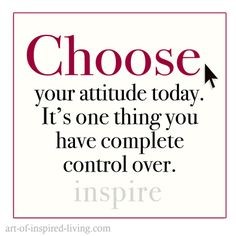 Choose
your attitude today.
It's one thing you
have complete
control over.
inspire
art-of-inspired-living.com